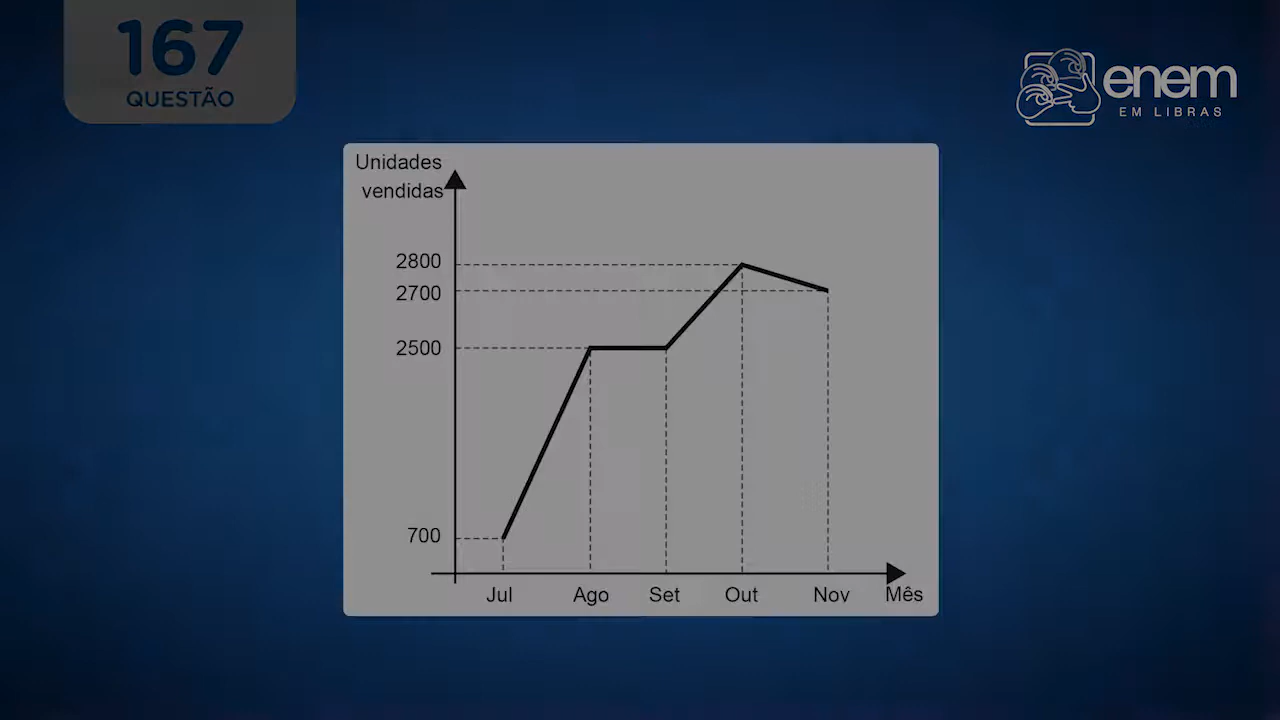 167
QUESTÃO
enem
EM LIBRAS
Unidades
vendidas
2800
2700
2500
700
Jul Ago Set Out Nov Mês